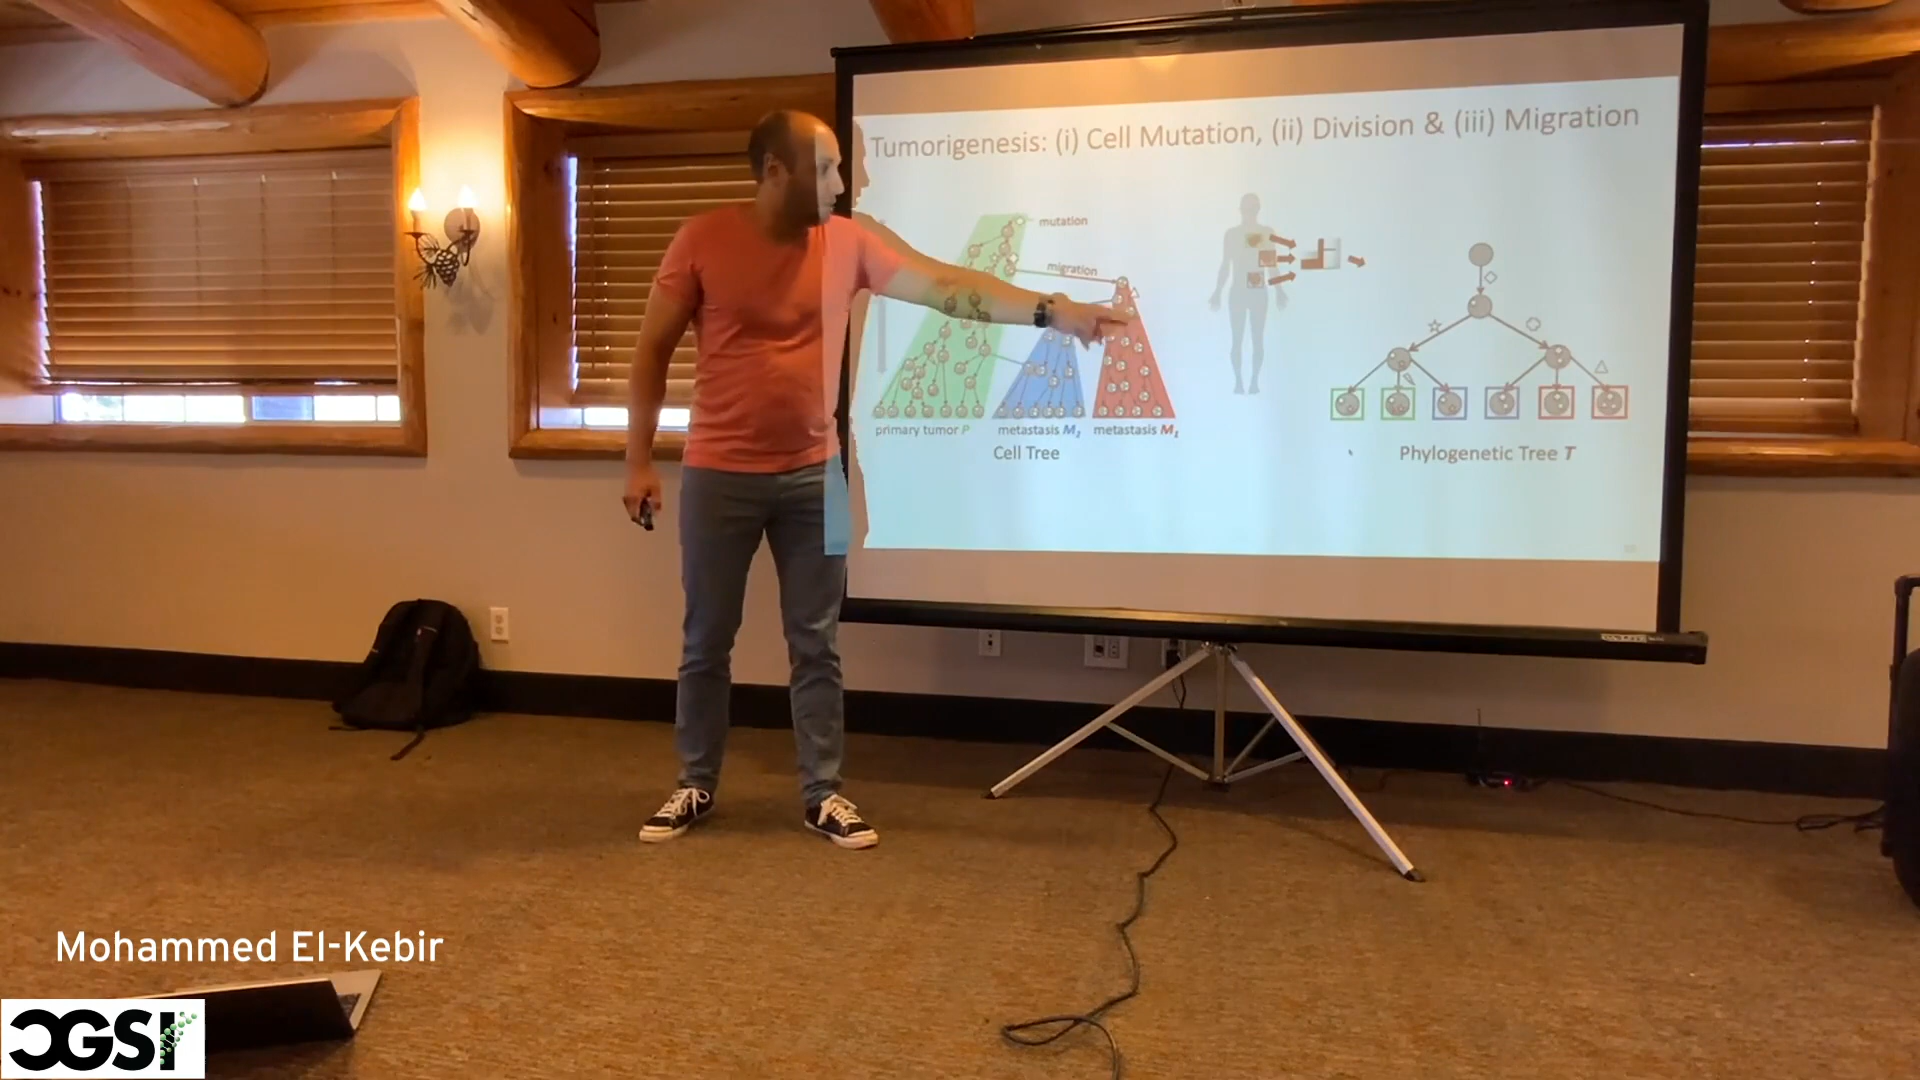 Tumorigenesis: (i) Cell Mutation, (ii) Division & (iii) Migration
mutation
migration
primary tumor P
metastasis M2
metastasis M1
Cell Tree
Phylogenetic Tree T
Mohammed El-Kebir
CGSI